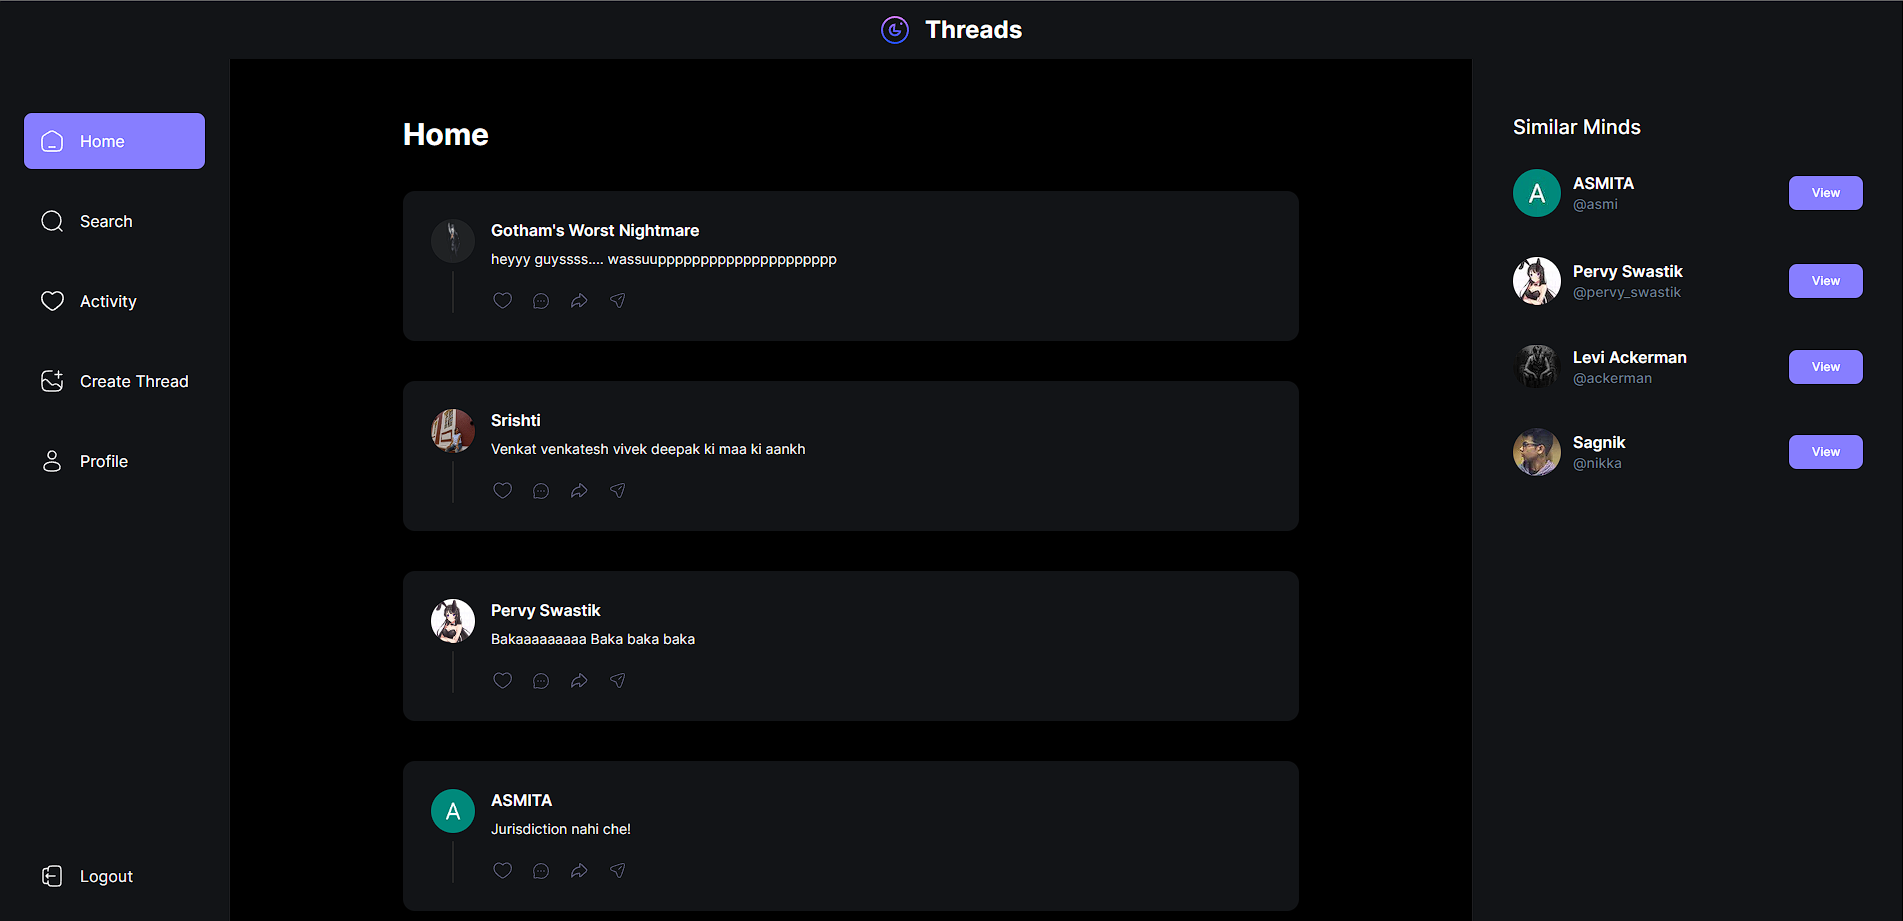 Threads
Home
Search
Activity
Create Thread
Profile
Logout
Home
Gotham's Worst Nightmare
heyyy guyssss.... wassuuppppppppppppppppppppp
Srishti
Venkat venkatesh vivek deepak ki maa ki aankh
Pervy Swastik
Bakaaaaaaaaa Baka baka baka
A
ASMITA
Jurisdiction nahi che!
Similar Minds
A
ASMITA
@asmi
View
Pervy Swastik
@pervy_swastik
View
Levi Ackerman
@ackerman
View
Sagnik
@nikka
View